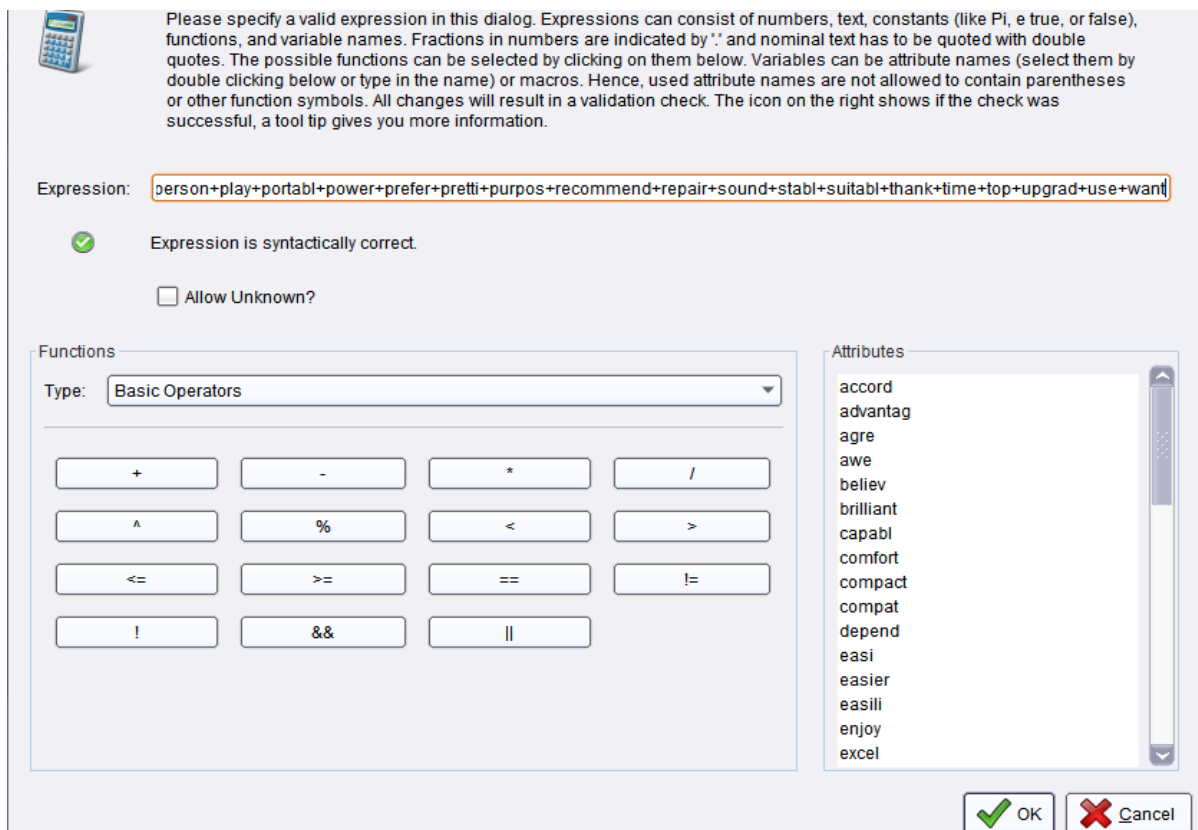 Please specify a valid expression in this dialog. Expressions can consist of numbers, text, constants (like Pi, e true, or false),
functions, and variable names. Fractions in numbers are indicated by '.' and nominal text has to be quoted with double
quotes. The possible functions can be selected by clicking on them below. Variables can be attribute names (select them by
double clicking below or type in the name) or macros. Hence, used attribute names are not allowed to contain parentheses
or other function symbols. All changes will result in a validation check. The icon on the right shows if the check was
successful, a tool tip gives you more information.
Expression: person+play+portabl+power+prefer+pretti+purpos+recommend+repair+sound+stabl+suitabl+thank+time+top+upgrad+use+want
Expression is syntactically correct.
Allow Unknown?
Functions
Type: Basic Operators
+ - * /
^ % < >
<= >= == !=
! && ||
Attributes
accord
advantag
agre
awe
believ
brilliant
capabl
comfort
compact
compat
depend
easi
easier
easili
enjoy
excel
OK Cancel